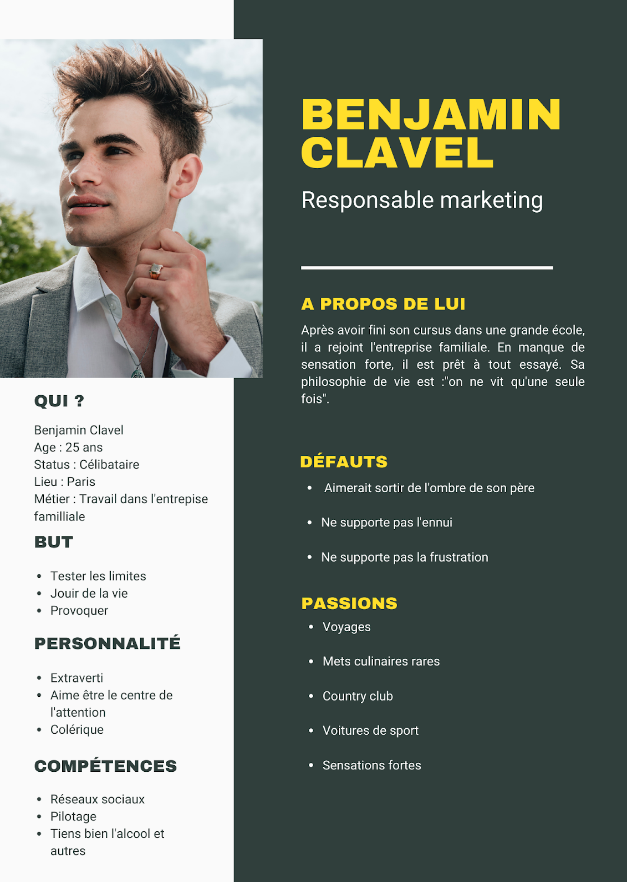 BENJAMIN
CLAVEL
Responsable marketing
A PROPOS DE LUI
Après avoir fini son cursus dans une grande école,
il a rejoint l'entreprise familiale. En manque de
sensation forte, il est prêt à tout essayé. Sa
philosophie de vie est :"on ne vit qu'une seule
fois".
DÉFAUTS
• Aimerait sortir de l'ombre de son père
• Ne supporte pas l'ennui
• Ne supporte pas la frustration
PASSIONS
• Voyages
• Mets culinaires rares
• Country club
• Voitures de sport
• Sensations fortes
QUI ?
Benjamin Clavel
Age : 25 ans
Status : Célibataire
Lieu : Paris
Métier : Travail dans l'entrepise
familliale
BUT
• Tester les limites
• Jouir de la vie
• Provoquer
PERSONNALITÉ
• Extraverti
• Aime être le centre de
l'attention
• Colérique
COMPÉTENCES
• Réseaux sociaux
• Pilotage
• Tiens bien l'alcool et
autres